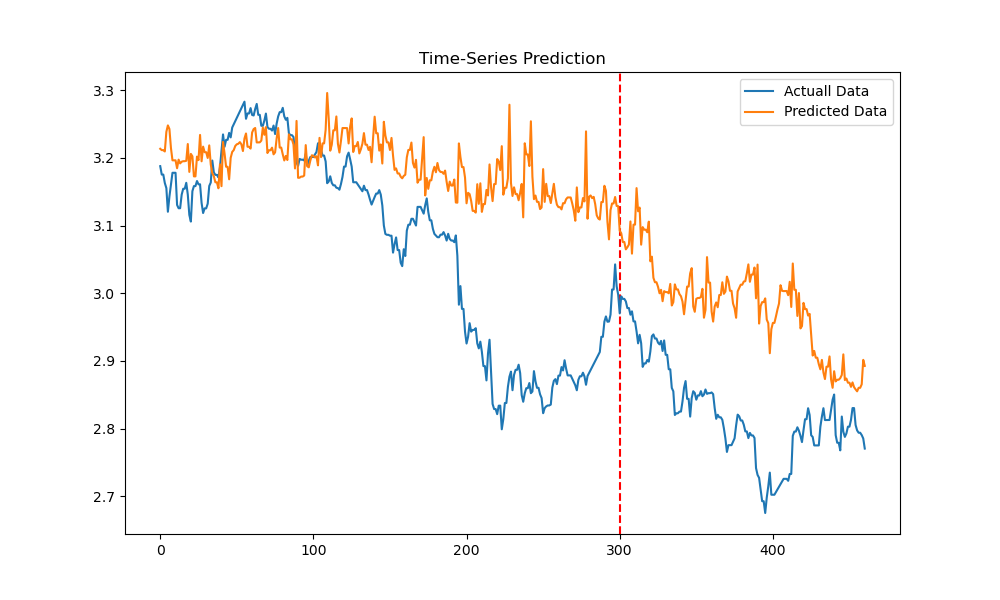 Time-Series Prediction
Actuall Data
Predicted Data
3.3
3.2
3.1
3.0
2.9
2.8
2.7
0 100 200 300 400